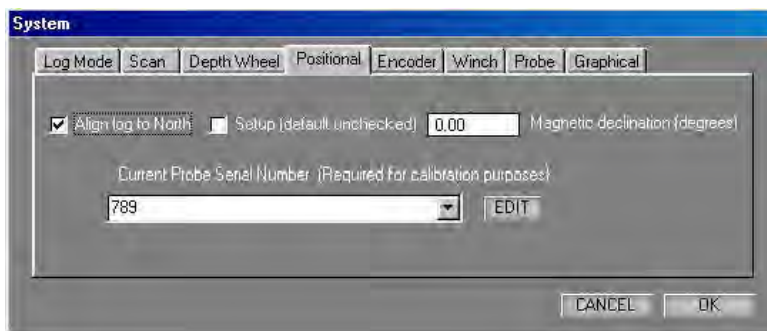 System
Log Mode Scan Depth Wheel Positional Encoder Winch Probe Graphical
Align log to North Setup (default unchecked) 0.00 Magnetic declination (degrees)
Current Probe Serial Number (Required for calibration purposes)
789 EDIT
CANCEL OK